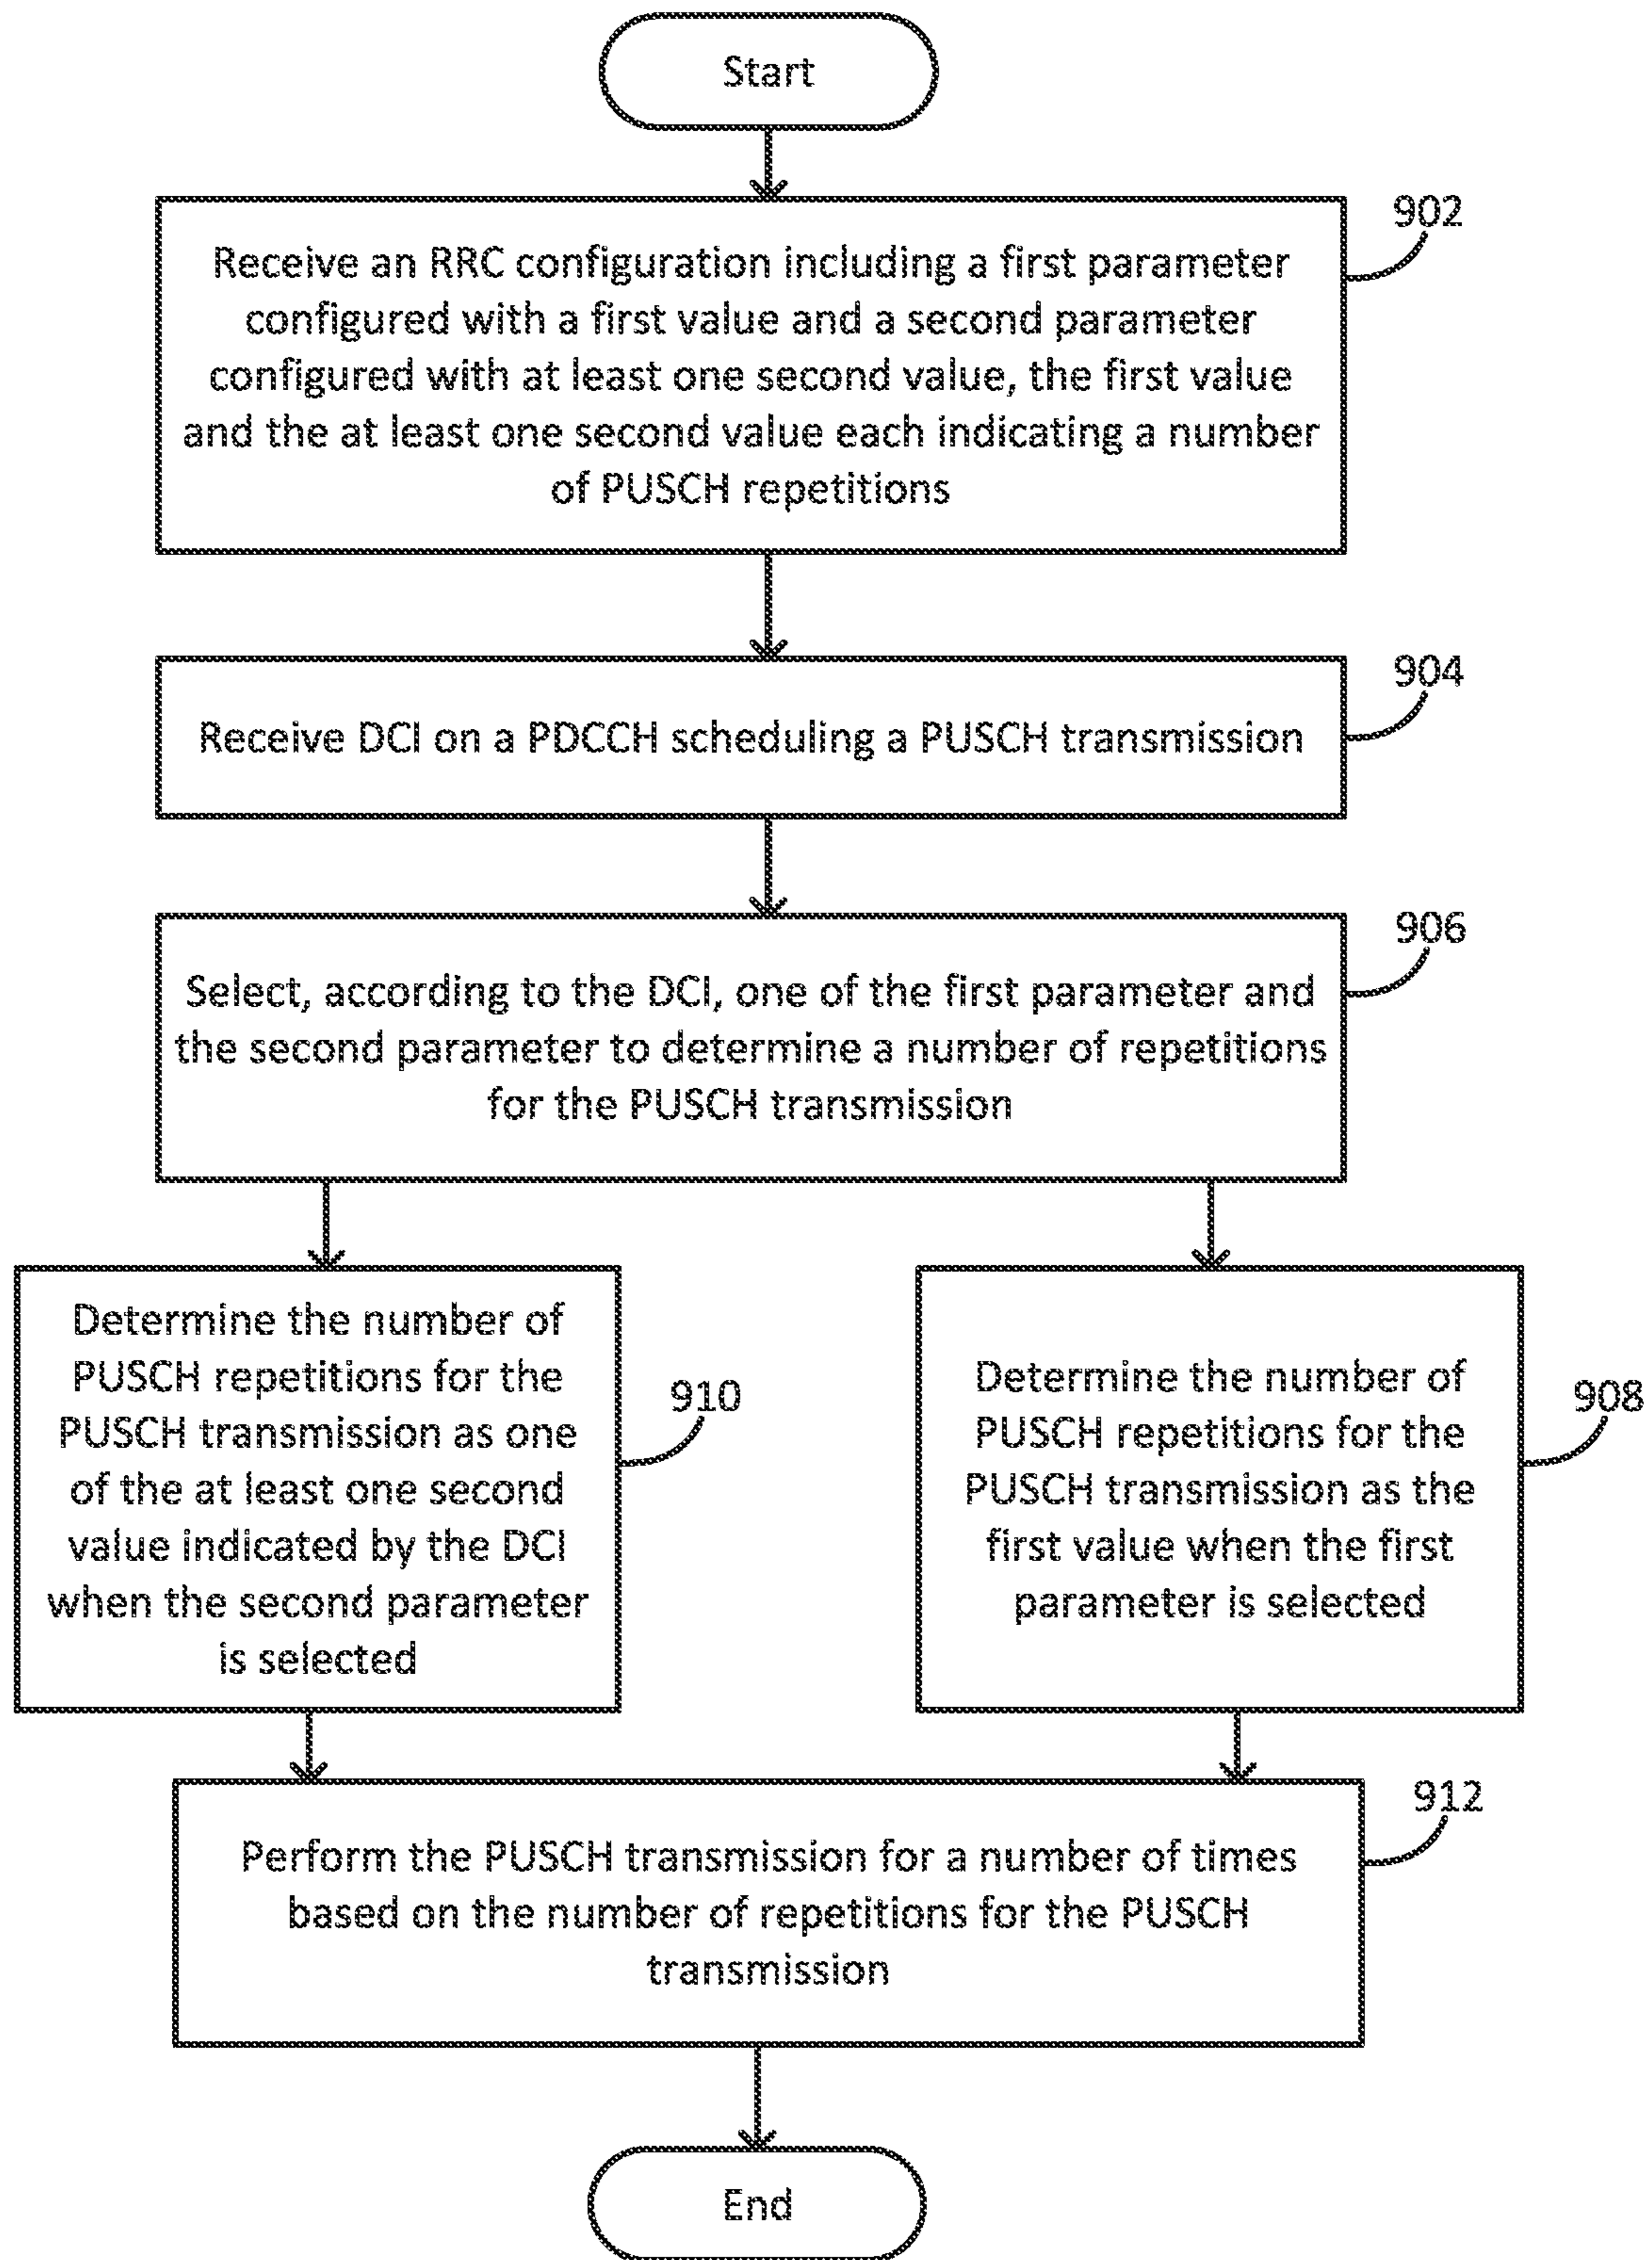 Start
902
Receive an RRC configuration including a first parameter
configured with a first value and a second parameter
configured with at least one second value, the first value
and the at least one second value each indicating a number
of PUSCH repetitions
904
Receive DCI on a PDCCH scheduling a PUSCH transmission
906
Select, according to the DCI, one of the first parameter and
the second parameter to determine a number of repetitions
for the PUSCH transmission
Determine the number of
PUSCH repetitions for the
PUSCH transmission as one
of the at least one second
value indicated by the DCI
when the second parameter
is selected
910
Determine the number of
PUSCH repetitions for the
PUSCH transmission as the
first value when the first
parameter is selected
908
912
Perform the PUSCH transmission for a number of times
based on the number of repetitions for the PUSCH
transmission
End